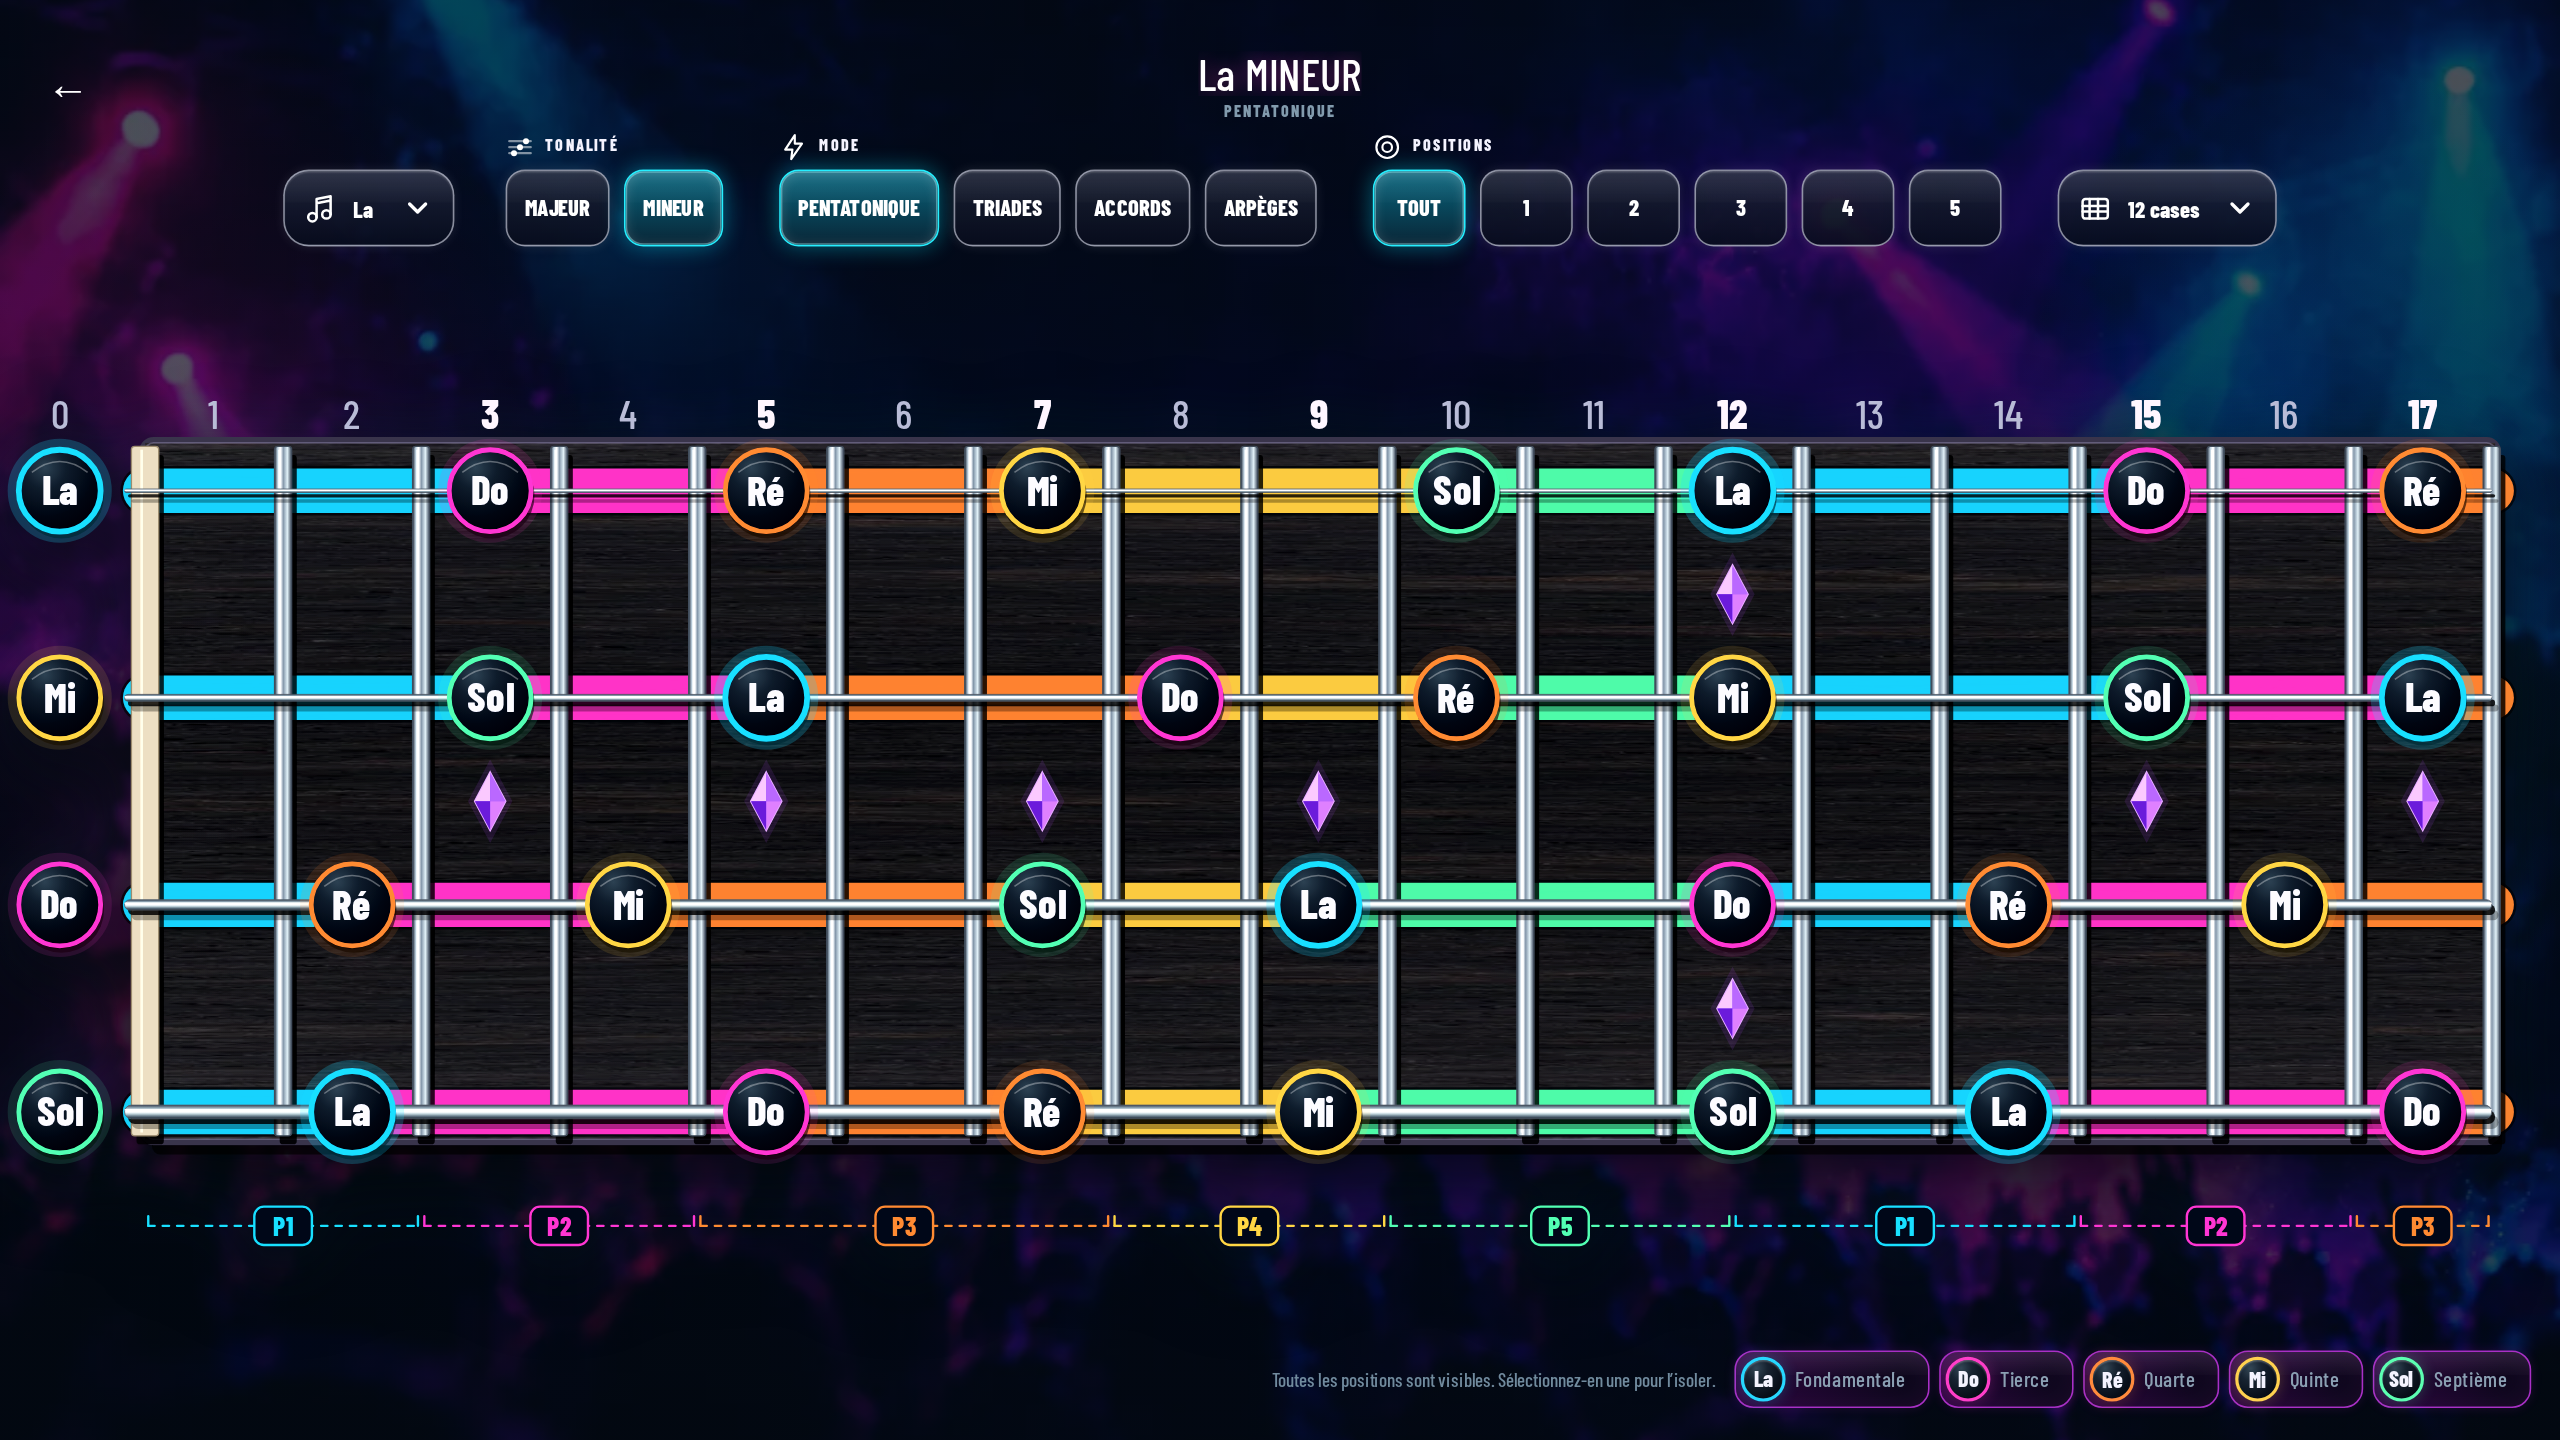 ←
La MINEUR
PENTATONIQUE
TONALITÉ
MODE
POSITIONS
La
MAJEUR
MINEUR
PENTATONIQUE
TRIADES
ACCORDS
ARPÈGES
TOUT
1
2
3
4
5
12 cases
0 1 2 3 4 5 6 7 8 9 10 11 12 13 14 15 16 17
La Do Ré Mi Sol La Do Ré
Mi Sol La Do Ré Mi Sol La
Do Ré Mi Sol La Do Ré Mi
Sol La Do Ré Mi Sol La Do
P1 P2 P3 P4 P5 P1 P2 P3
Toutes les positions sont visibles. Sélectionnez-en une pour l'isoler.
La Fondamentale
Do Tierce
Ré Quarte
Mi Quinte
Sol Septième